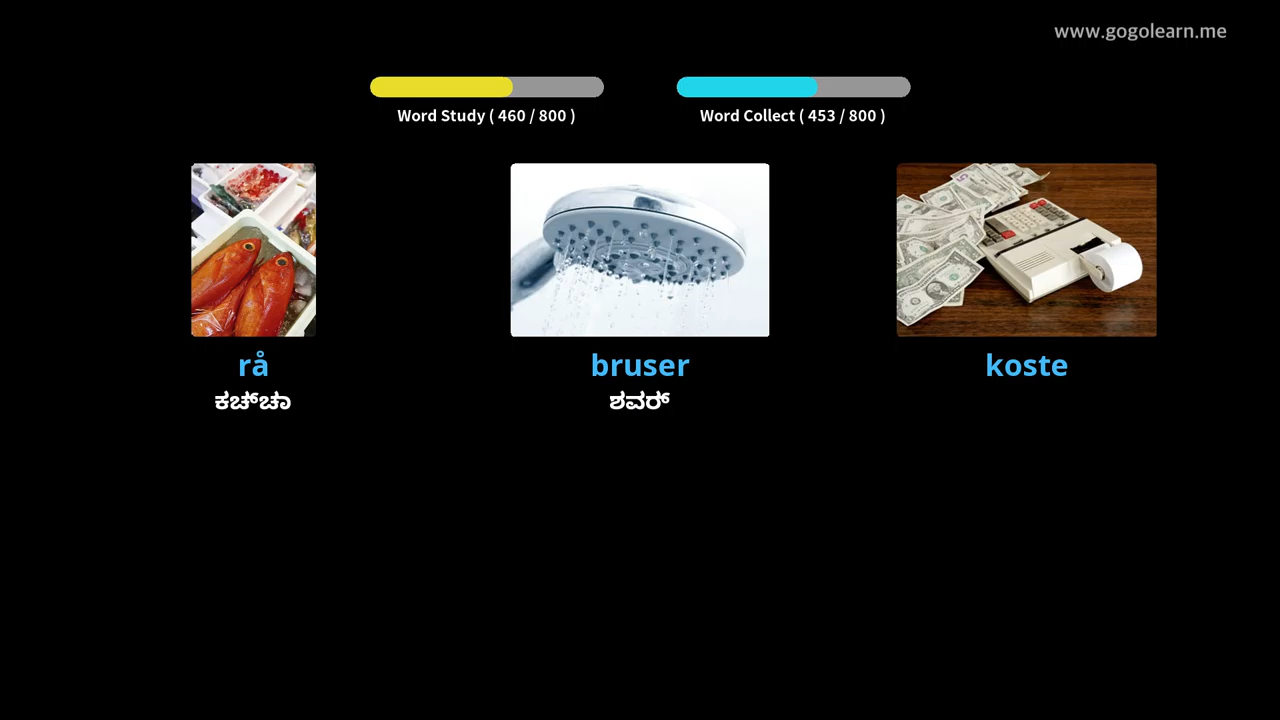 www.gogolearn.me
Word Study ( 460 / 800 )
Word Collect ( 453 / 800 )
rå
bruser
koste
ಕಚ್ಚಾ
ಶವರ್